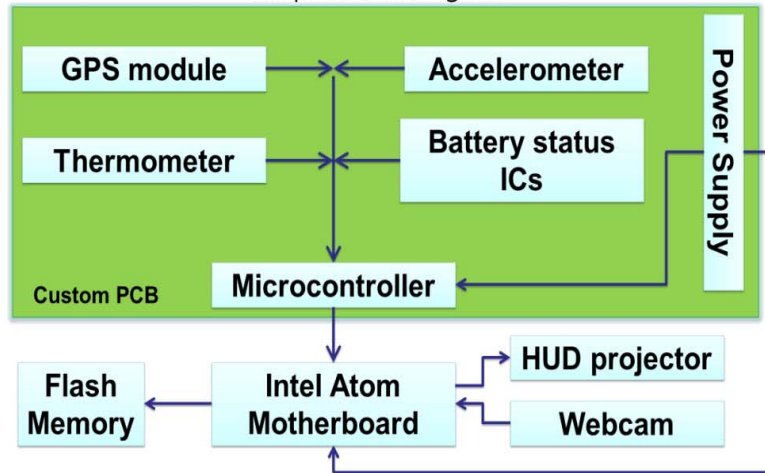 GPS module
Accelerometer
Power Supply
Thermometer
Battery status
ICs
Microcontroller
Custom PCB
HUD projector
Flash
Memory
Intel Atom
Motherboard
Webcam